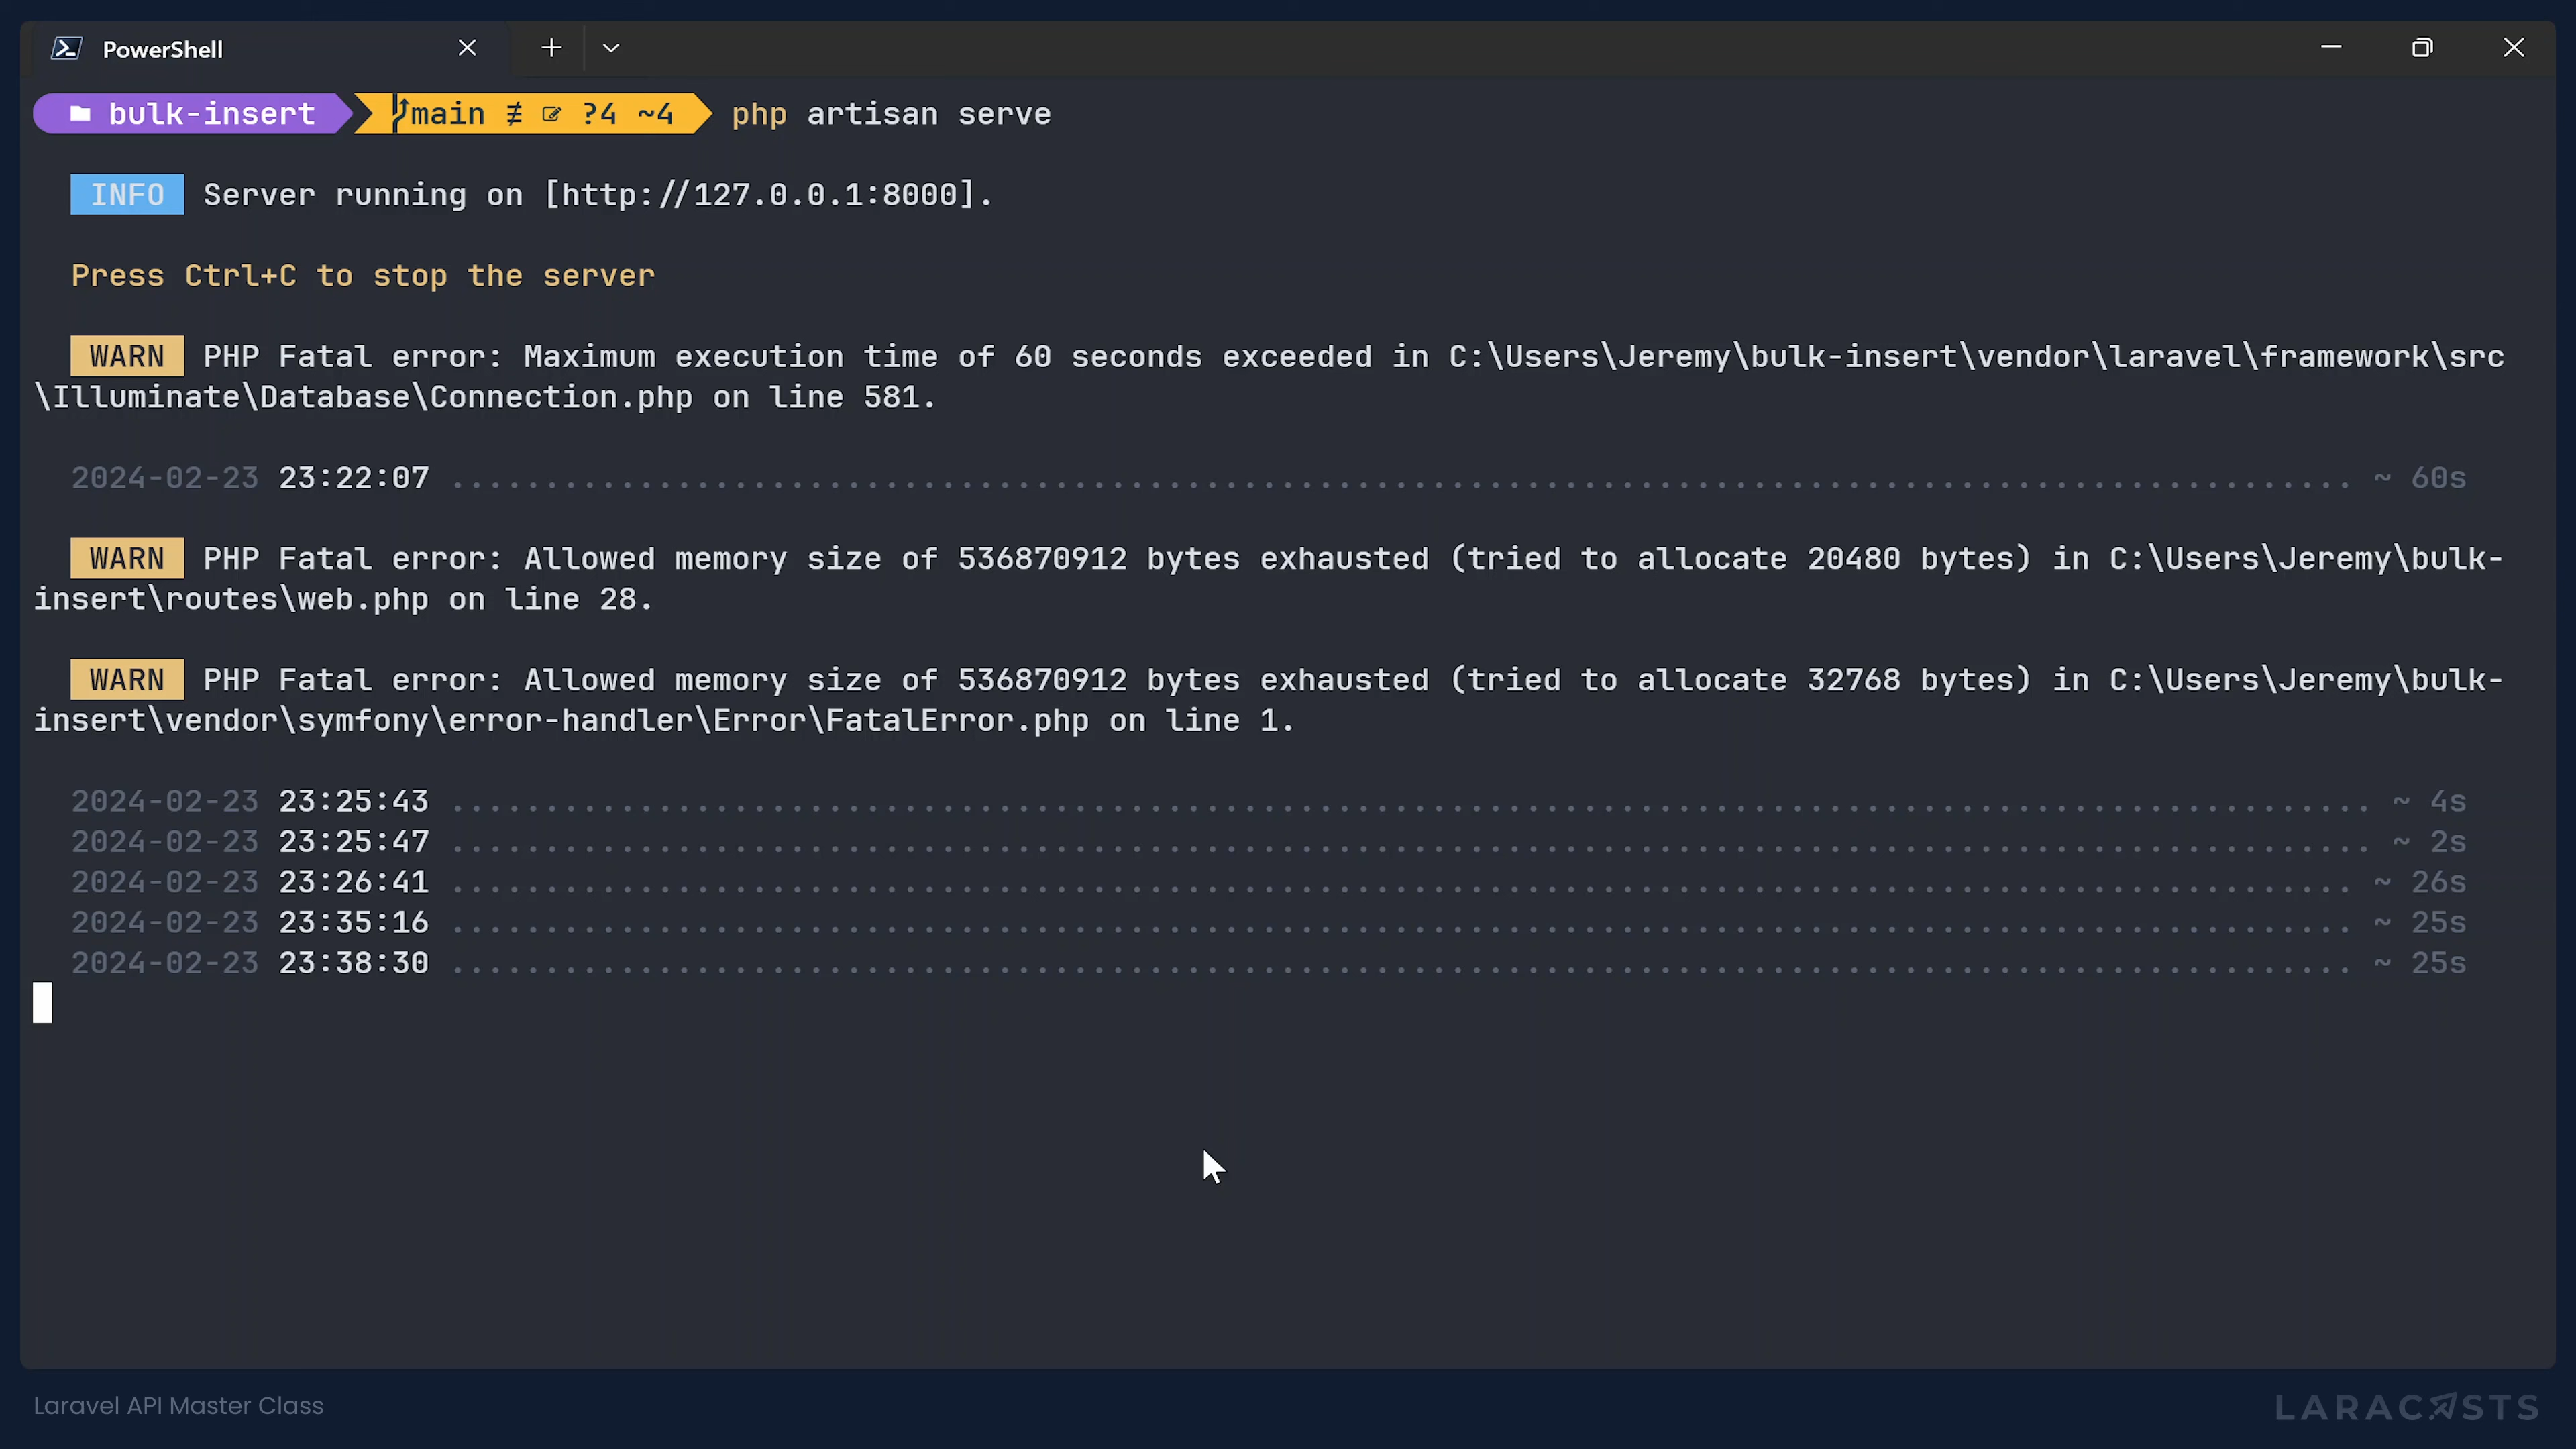 PowerShell
bulk-insert main ≢ ?4 ~4 php artisan serve
INFO Server running on [http://127.0.0.1:8000].
Press Ctrl+C to stop the server
WARN PHP Fatal error: Maximum execution time of 60 seconds exceeded in C:\Users\Jeremy\bulk-insert\vendor\laravel\framework\src
\Illuminate\Database\Connection.php on line 581.
2024-02-23 23:22:07 ..................................................................................................... ~ 60s
WARN PHP Fatal error: Allowed memory size of 536870912 bytes exhausted (tried to allocate 20480 bytes) in C:\Users\Jeremy\bulk-
insert\routes\web.php on line 28.
WARN PHP Fatal error: Allowed memory size of 536870912 bytes exhausted (tried to allocate 32768 bytes) in C:\Users\Jeremy\bulk-
insert\vendor\symfony\error-handler\Error\FatalError.php on line 1.
2024-02-23 23:25:43 ...................................................................................................... ~ 4s
2024-02-23 23:25:47 ...................................................................................................... ~ 2s
2024-02-23 23:26:41 ..................................................................................................... ~ 26s
2024-02-23 23:35:16 ..................................................................................................... ~ 25s
2024-02-23 23:38:30 ..................................................................................................... ~ 25s
Laravel API Master Class
LARACASTS